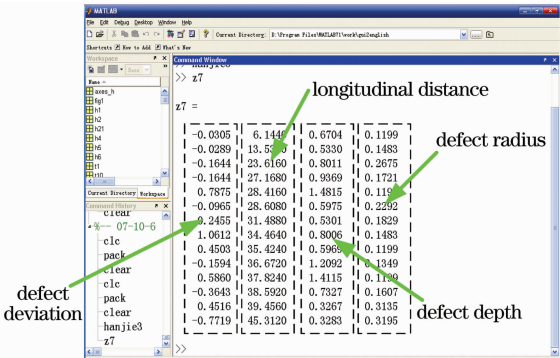 MATLAB
File Edit Debug Desktop Window Help
Current Directory: D:\Program Files\MATLAB71\work\gui2english
Shortcuts How to Add What's New
Workspace
Base
Name
axes_h
fig1
h1
h2
h21
h4
h5
h6
t1
t10
Current Directory Workspace
Command History
clear
%-- 07-10-6
clc
pack
clear
clc
pack
clear
hanjie3
z7
Command Window
>> hanjie3
>> z7
z7 =
-0.0305 6.1440 0.6704 0.1199
-0.0289 0.5330 0.1483
-0.1644 23.6160 0.8011 0.2675
-0.1644 27.1680 0.9369 0.1721
0.7875 28.4160 1.4815
-0.0965 28.6080 0.5975 0.2292
0.2455 31.4880 0.5301 0.1829
1.0612 34.4640 0.8006 0.1483
0.4503 35.4240 0.1199
-0.1594 36.6720 1.2092 0.1349
0.5860 37.8240 1.4115 0.1199
-0.3643 38.5920 0.7327 0.1607
0.4516 39.4560 0.3267 0.3135
-0.7719 45.3120 0.3283 0.3195
>>
longitudinal distance
defect radius
defect deviation
defect depth